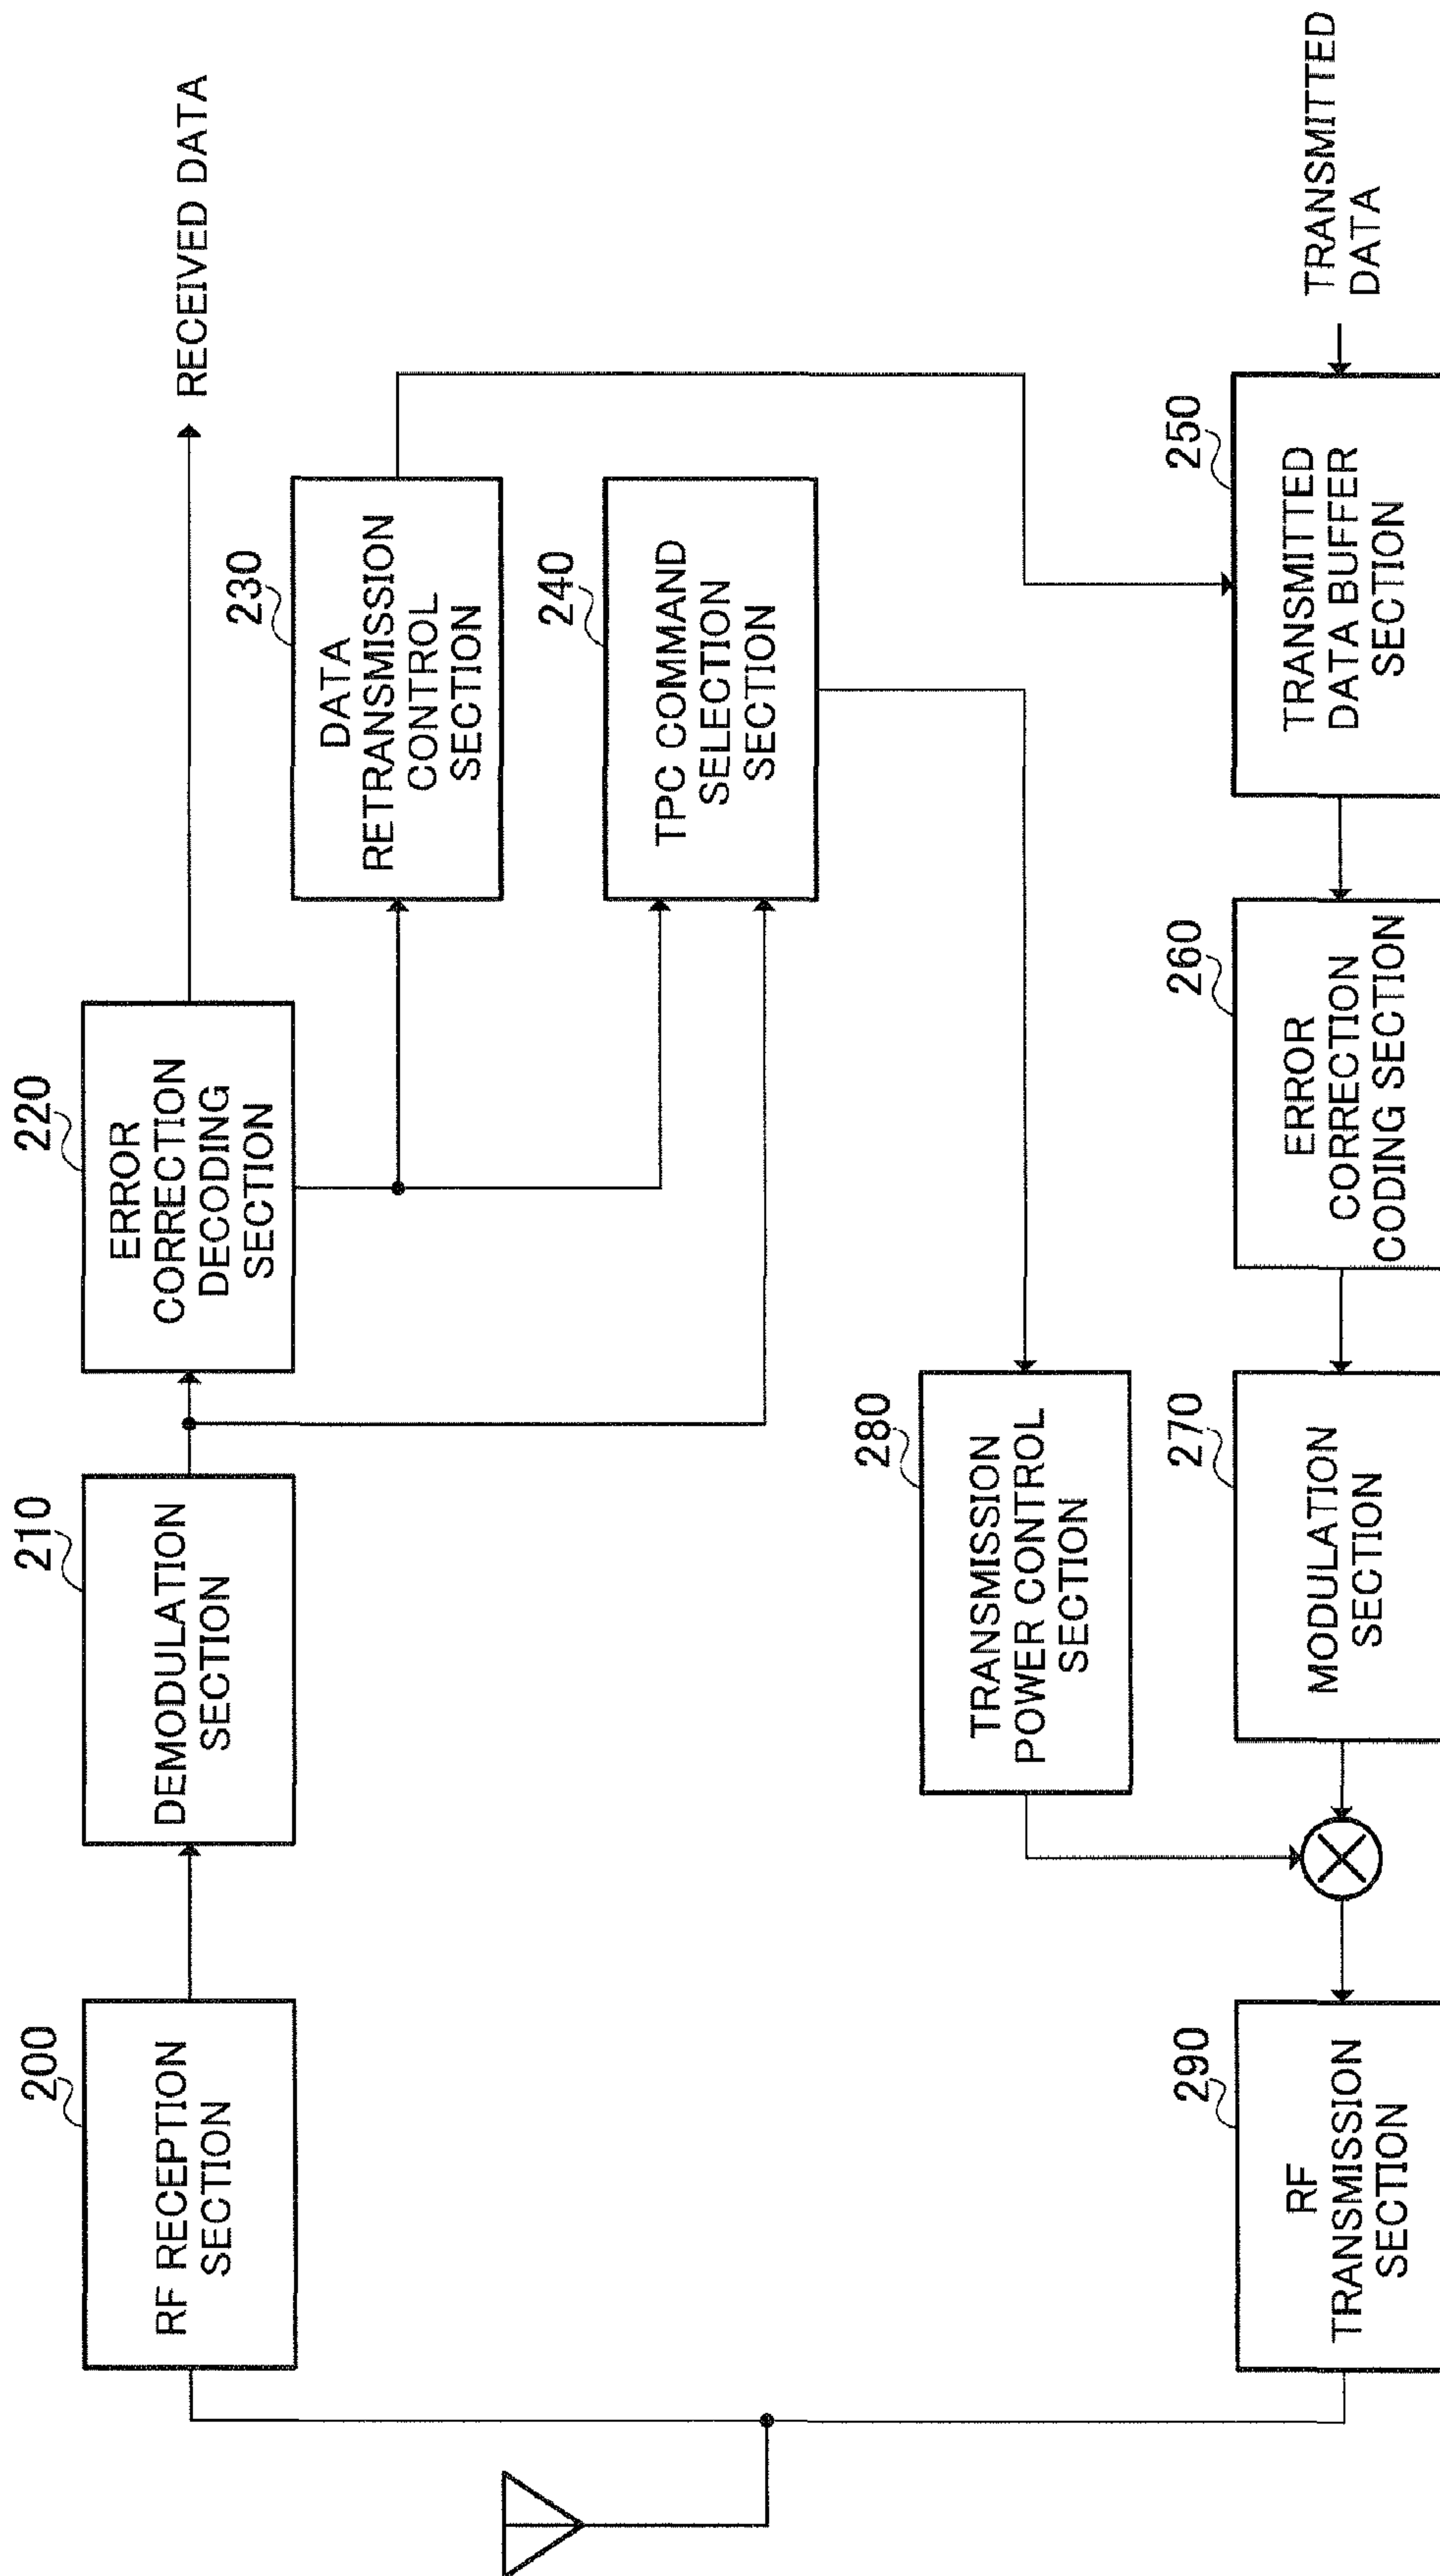 200
RF RECEPTION
SECTION
210
DEMODULATION
SECTION
220
ERROR
CORRECTION
DECODING
SECTION
RECEIVED DATA
230
DATA
RETRANSMISSION
CONTROL
SECTION
240
TPC COMMAND
SELECTION
SECTION
280
TRANSMISSION
POWER CONTROL
SECTION
290
RF
TRANSMISSION
SECTION
270
MODULATION
SECTION
260
ERROR
CORRECTION
CODING SECTION
250
TRANSMITTED
DATA BUFFER
SECTION
TRANSMITTED
DATA